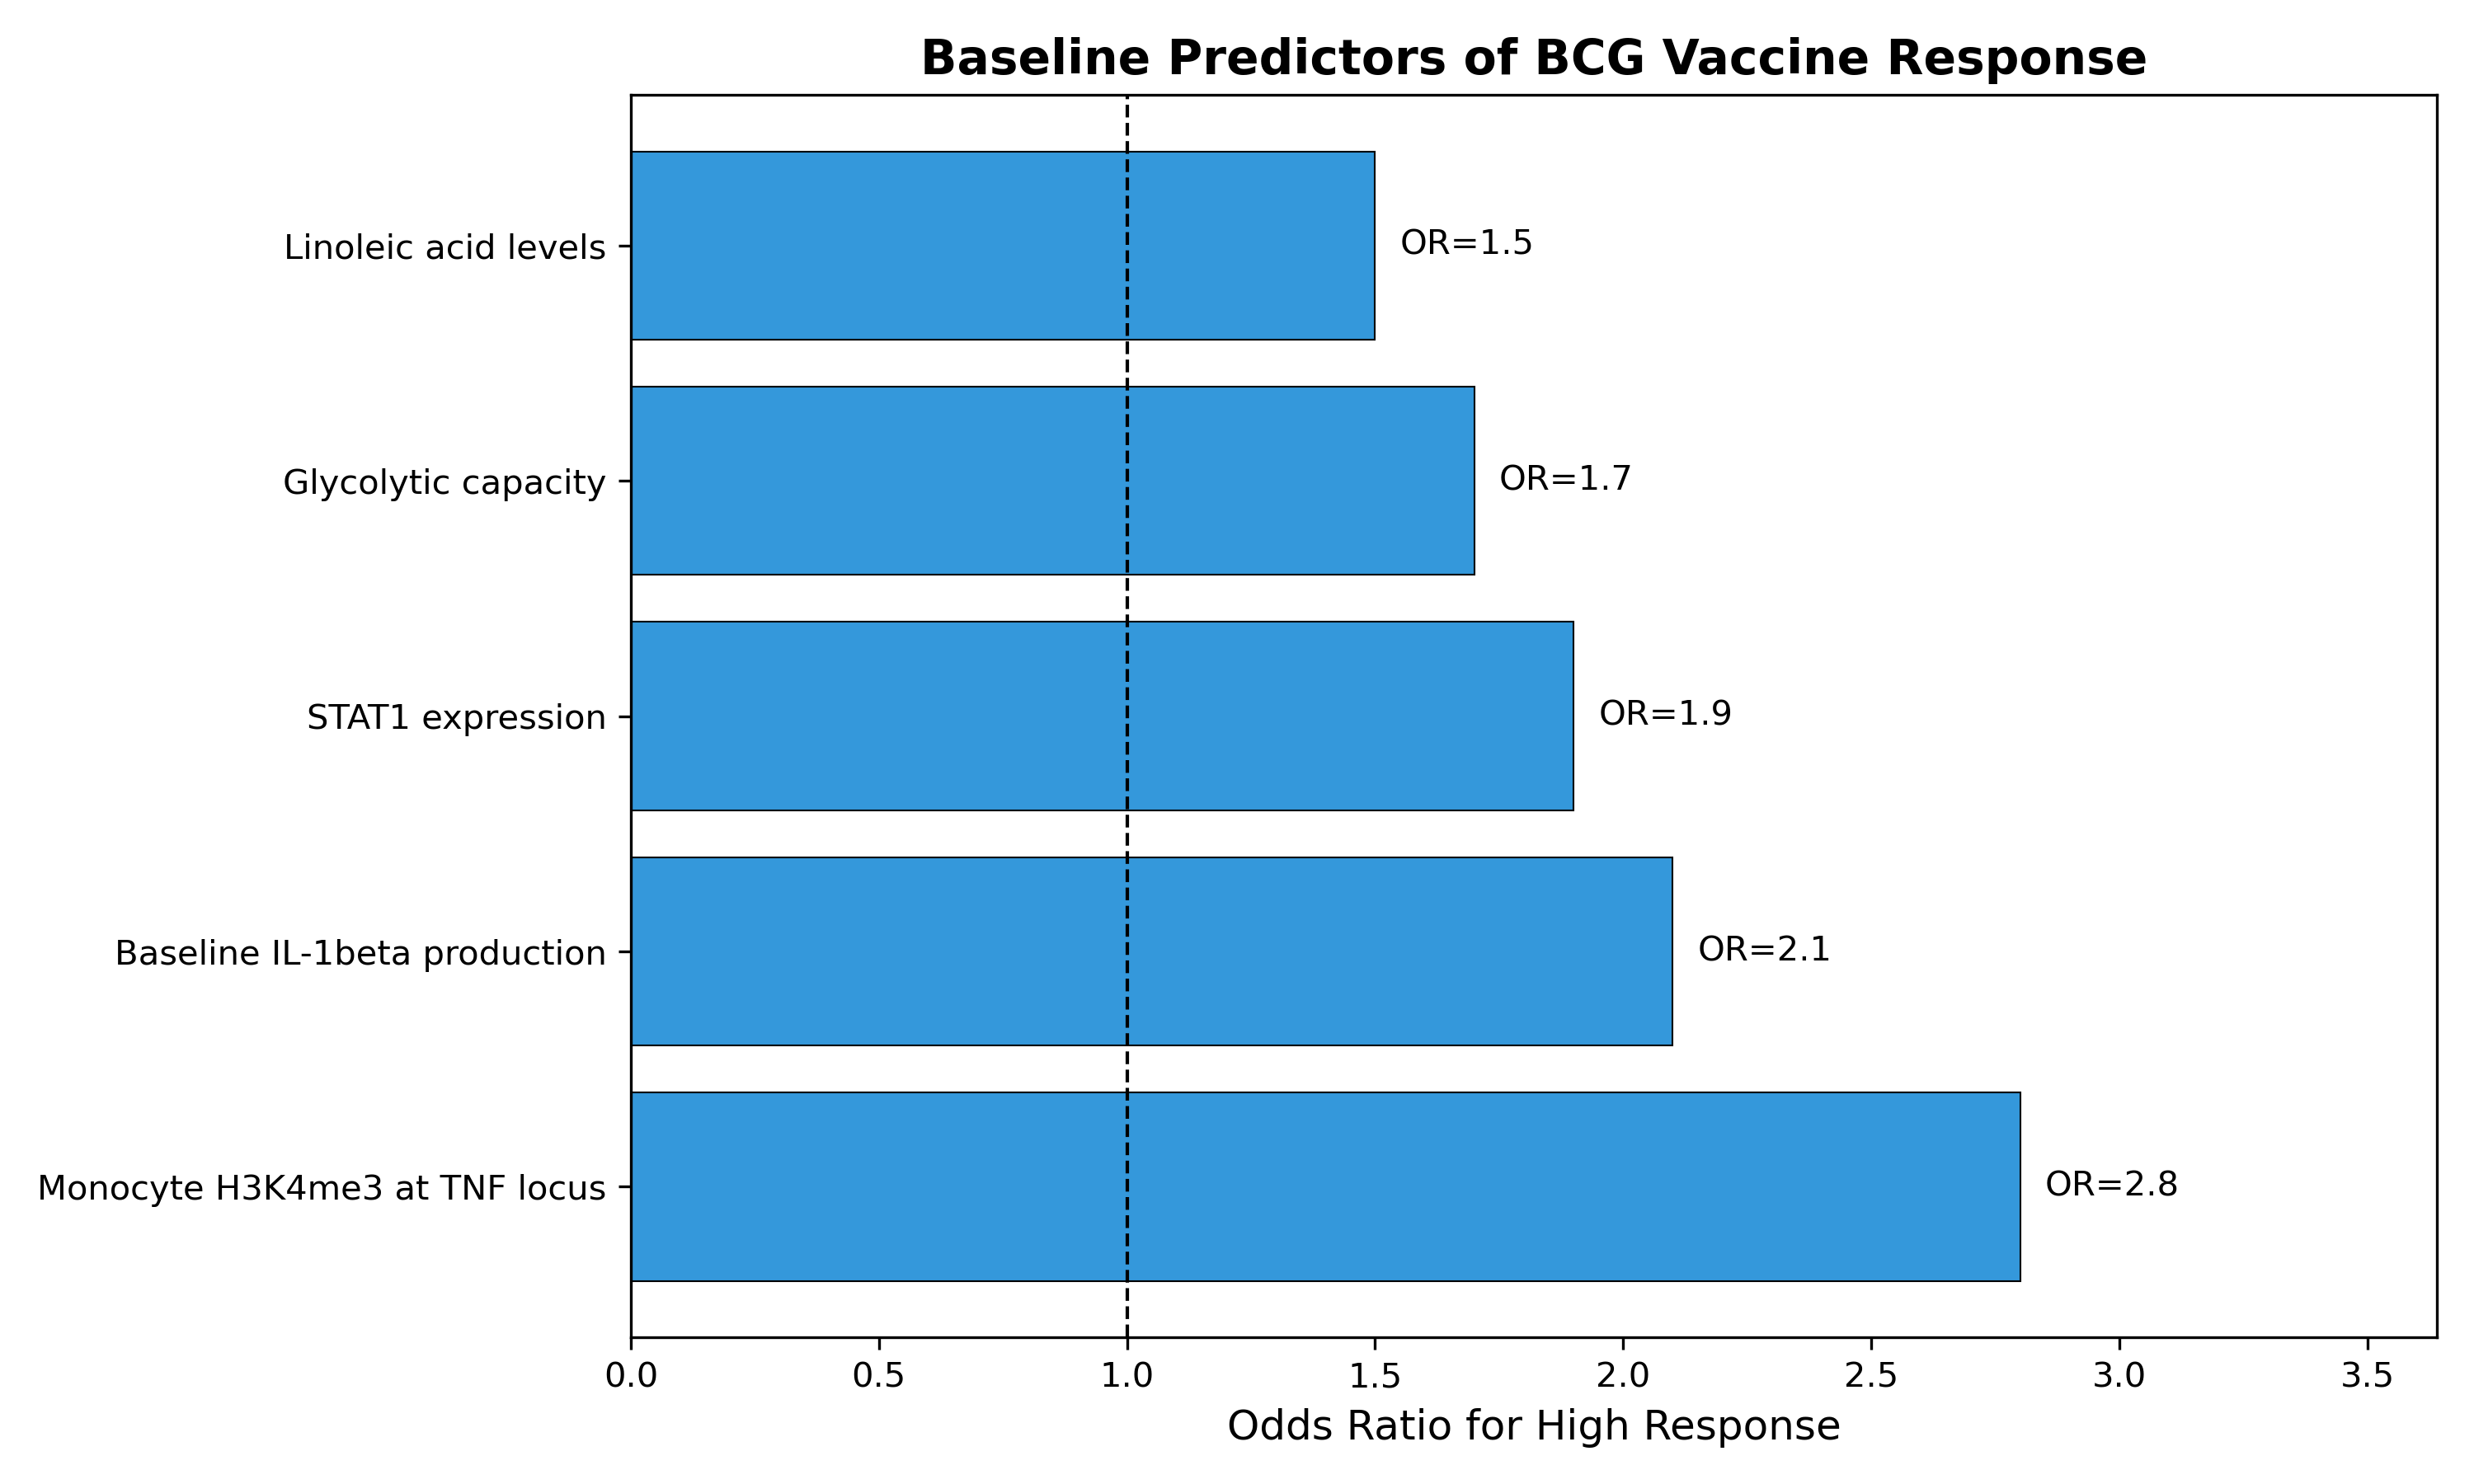 Baseline Predictors of BCG Vaccine Response
Linoleic acid levels
OR=1.5
Glycolytic capacity
OR=1.7
STAT1 expression
OR=1.9
Baseline IL-1beta production
OR=2.1
Monocyte H3K4me3 at TNF locus
OR=2.8
0.0 0.5 1.0 1.5 2.0 2.5 3.0 3.5
Odds Ratio for High Response